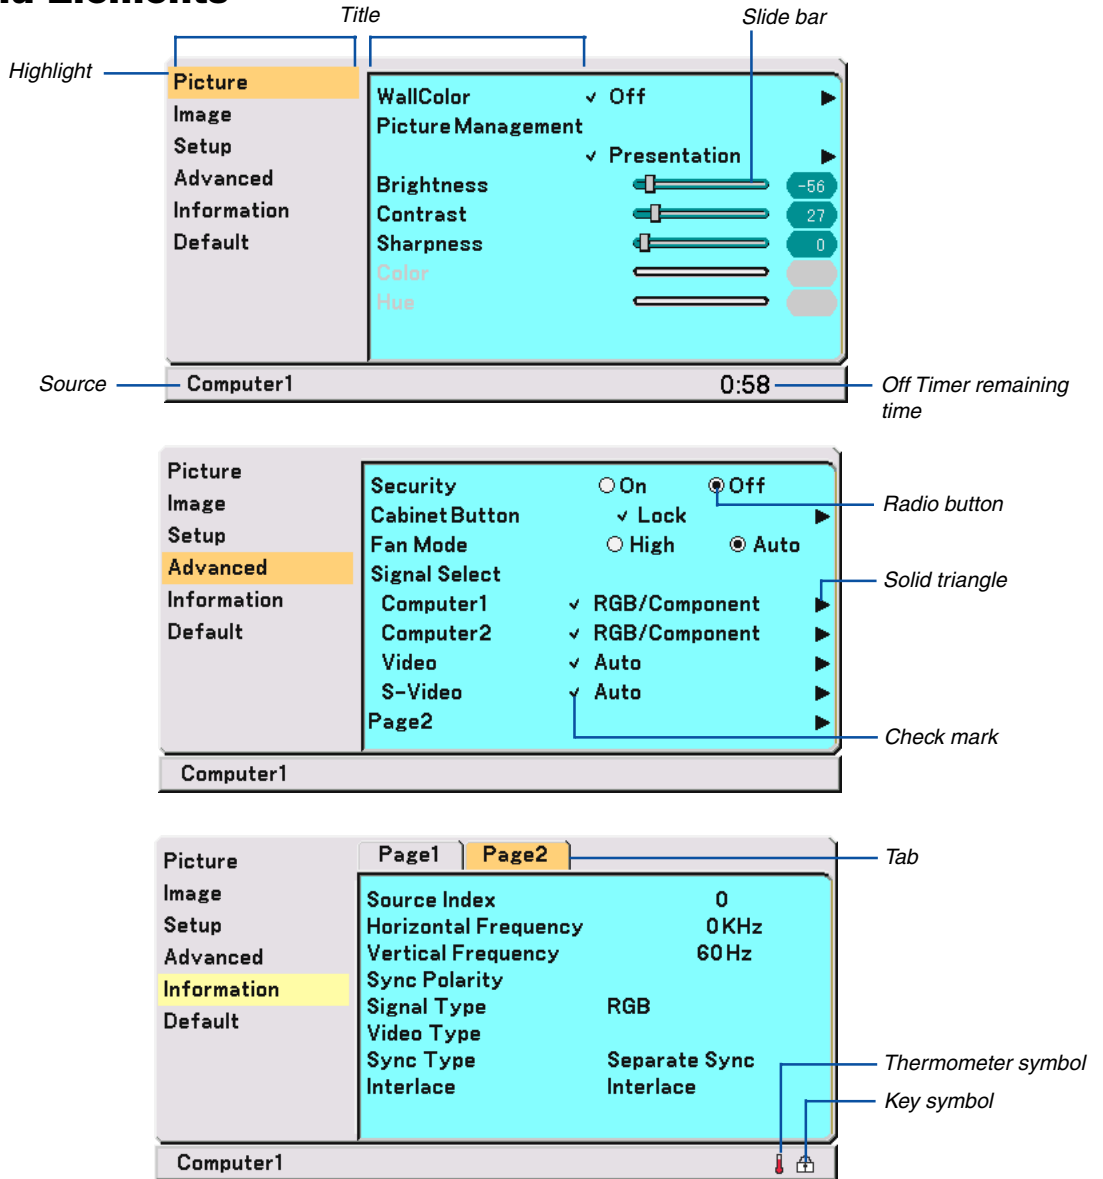 Elements
Title
Slide bar
Highlight
Picture
Image
Setup
Advanced
Information
Default
WallColor ✓ Off ▶
Picture Management
✓ Presentation ▶
Brightness -56
Contrast 27
Sharpness 0
Color
Hue
Source
Computer1
0:58
Off Timer remaining
time
Picture
Image
Setup
Advanced
Information
Default
Security On Off
Cabinet Button ✓ Lock ▶
Fan Mode High Auto
Signal Select
Computer1 ✓ RGB/Component ▶
Computer2 ✓ RGB/Component ▶
Video ✓ Auto ▶
S-Video ✓ Auto ▶
Page2 ▶
Radio button
Solid triangle
Check mark
Computer1
Picture
Image
Setup
Advanced
Information
Default
Page1 Page2
Tab
Source Index 0
Horizontal Frequency 0KHz
Vertical Frequency 60Hz
Sync Polarity
Signal Type RGB
Video Type
Sync Type Separate Sync
Interlace Interlace
Thermometer symbol
Key symbol
Computer1